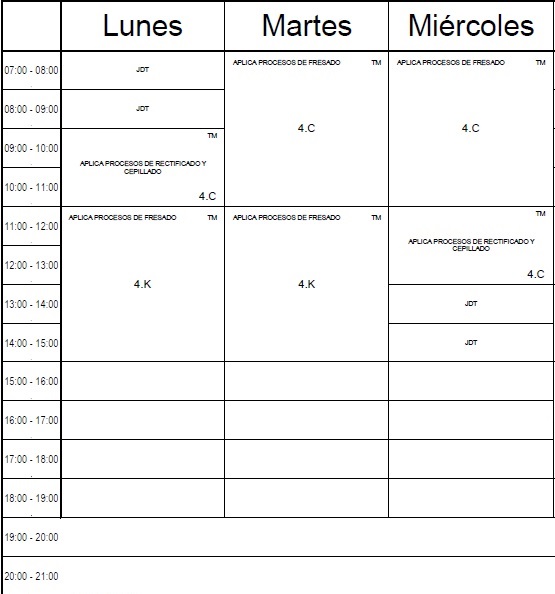 Lunes Martes Miércoles
07:00 - 08:00 JDT APLICA PROCESOS DE FRESADO TM APLICA PROCESOS DE FRESADO TM
08:00 - 09:00 JDT
4.C 4.C
09:00 - 10:00 TM
APLICA PROCESOS DE RECTIFICADO Y
CEPILLADO
10:00 - 11:00 4.C
11:00 - 12:00 APLICA PROCESOS DE FRESADO TM APLICA PROCESOS DE FRESADO TM TM
APLICA PROCESOS DE RECTIFICADO Y
CEPILLADO
12:00 - 13:00 4.C
4.K 4.K
13:00 - 14:00 JDT
14:00 - 15:00 JDT
15:00 - 16:00
16:00 - 17:00
17:00 - 18:00
18:00 - 19:00
19:00 - 20:00
20:00 - 21:00